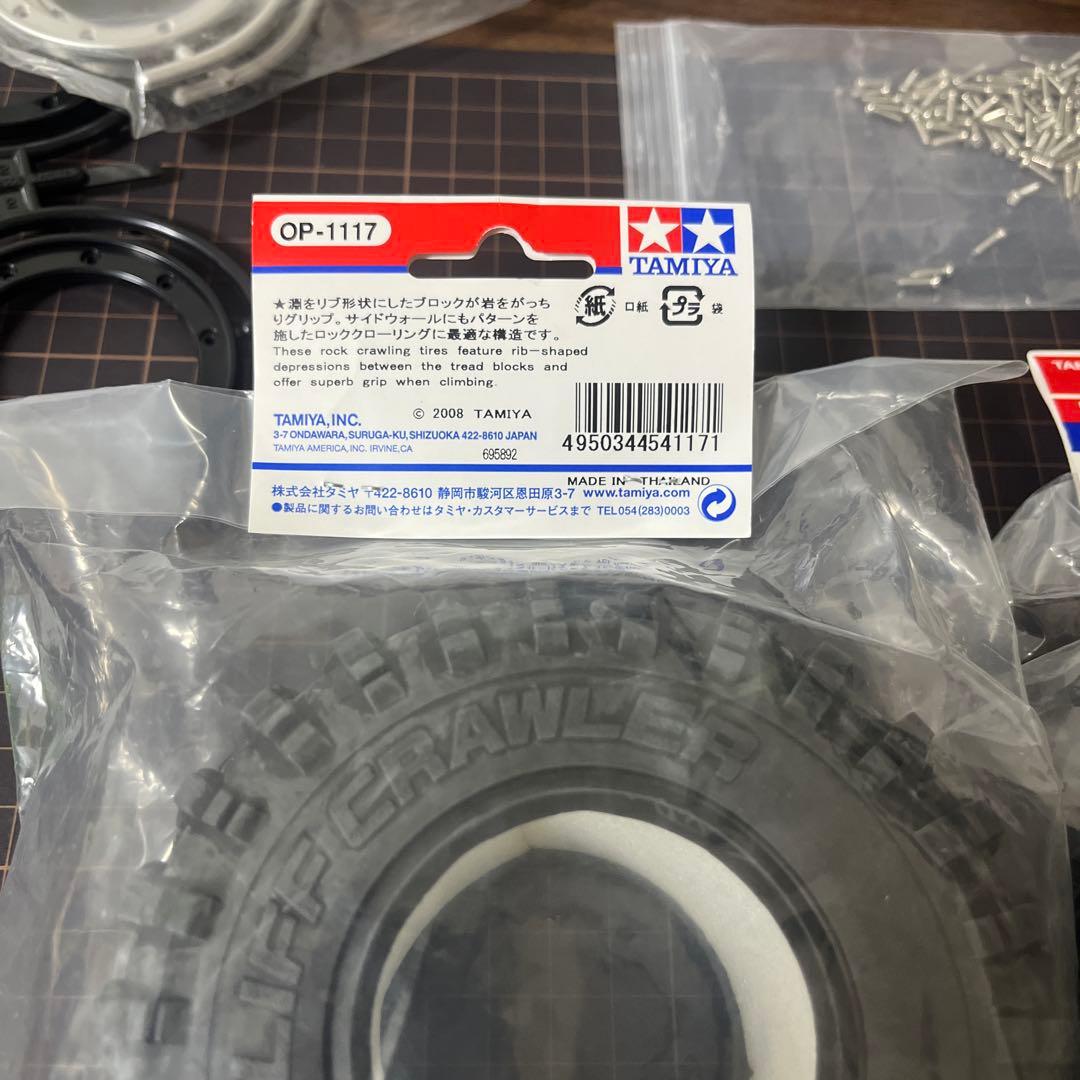 OP-1117
TAMIYA
★淵をリブ形状にしたブロックが岩をがっち
りグリップ。サイドウォールにもパターンを
施したロッククローリングに最適な構造です。
These rock crawling tires feature rib-shaped
depressions between the tread blocks and
offer superb grip when climbing.
紙 口紙 プラ 袋
TAMIYA, INC. © 2008 TAMIYA
3-7 ONDAWARA, SURUGA-KU, SHIZUOKA 422-8610 JAPAN
TAMIYA AMERICA, INC. IRVINE, CA 695892
4950344541171
MADE IN THAILAND
株式会社タミヤ 〒422-8610 静岡市駿河区恩田原3-7 www.tamiya.com
●製品に関するお問い合わせはタミヤ・カスタマーサービスまで TEL054(283)0003
CLIFF CRAWLER